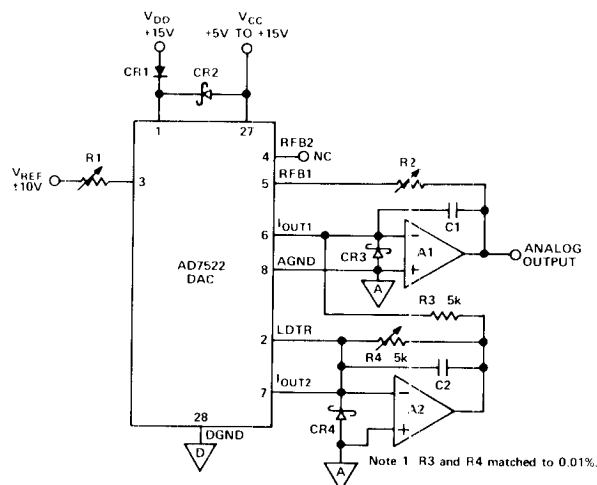 VDD
+15V
VCC
+5V TO +15V
CR1
CR2
1
27
RFB2
4
NC
VREF
±10V
R1
3
5
RFB1
R2
C1
IOUT1
6
CR3
A1
ANALOG
OUTPUT
AGND
8
A
AD7522
DAC
R3 5k
LDTR
2
R4 5k
C2
IOUT2
7
CR4
A2
28
DGND
D
A
Note 1 R3 and R4 matched to 0.01%.